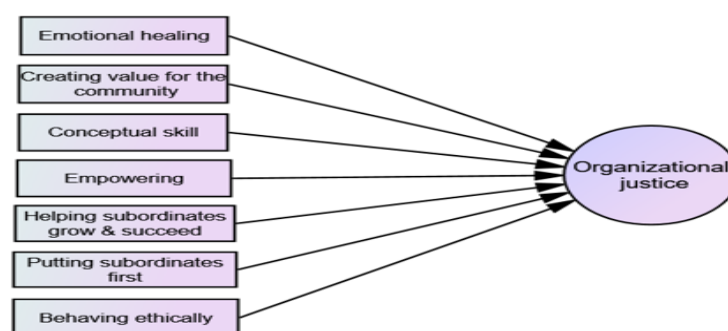 Emotional healing
Creating value for the
community
Conceptual skill
Empowering
Helping subordinates
grow & succeed
Putting subordinates
first
Behaving ethically
Organizational
justice